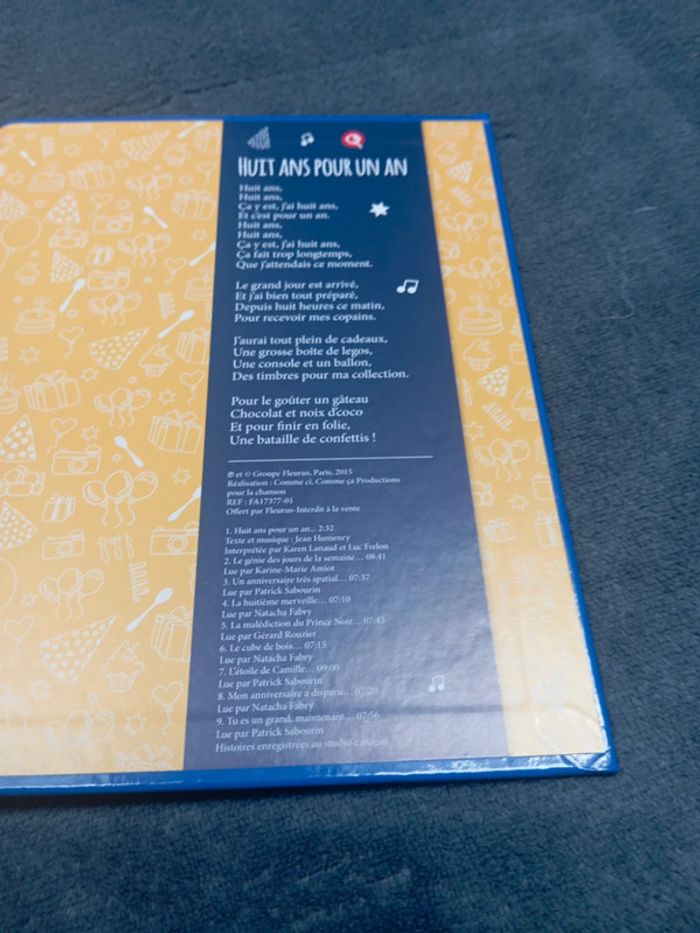 HUIT ANS POUR UN AN
Huit ans,
Huit ans,
Ça y est, j'ai huit ans,
Et c'est pour un an.
Huit ans,
Huit ans,
Ça y est, j'ai huit ans,
Ça fait trop longtemps,
Que j'attendais ce moment.
Le grand jour est arrivé,
Et j'ai bien tout préparé,
Depuis huit heures ce matin,
Pour recevoir mes copains.
J'aurai tout plein de cadeaux,
Une grosse boîte de legos,
Une console et un ballon,
Des timbres pour ma collection.
Pour le goûter un gâteau
Chocolat et noix d'coco
Et pour finir en folie,
Une bataille de confettis !
℗ et © Groupe Fleurus, Paris, 2015
Réalisation : Comme ci, Comme ça Productions
pour la chanson
REF : FA17377-01
Offert par Fleurus-Interdit à la vente
1. Huit ans pour un an... 2:32
Texte et musique : Jean Humenry
Interprétée par Karen Lanaud et Luc Frelon
2. Le génie des jours de la semaine... 08:41
Lue par Karine-Marie Amiot
3. Un anniversaire très spatial... 07:37
Lue par Patrick Sabourin
4. La huitième merveille... 07:10
Lue par Natacha Fabry
5. La malédiction du Prince Noir... 07:45
Lue par Gérard Rouzier
6. Le cube de bois... 07:15
Lue par Natacha Fabry
7. L'étoile de Camille... 09:00
Lue par Patrick Sabourin
8. Mon anniversaire a disparu... 07:20
Lue par Natacha Fabry
9. Tu es un grand, maintenant... 07:56
Lue par Patrick Sabourin
Histoires enregistrées au studio